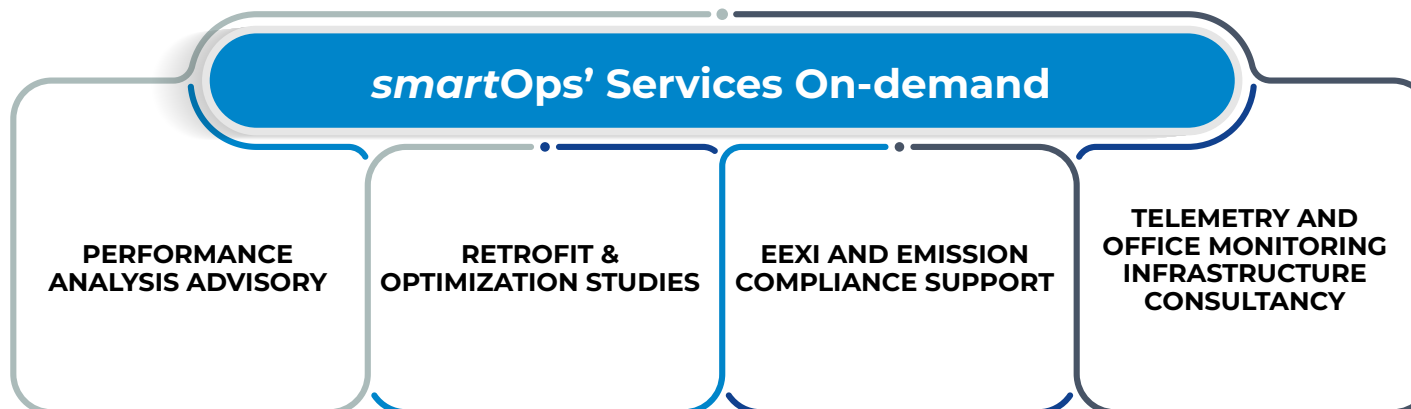 smartOps’ Services On-demand
PERFORMANCE
ANALYSIS ADVISORY
RETROFIT &
OPTIMIZATION STUDIES
EEXI AND EMISSION
COMPLIANCE SUPPORT
TELEMETRY AND
OFFICE MONITORING
INFRASTRUCTURE
CONSULTANCY